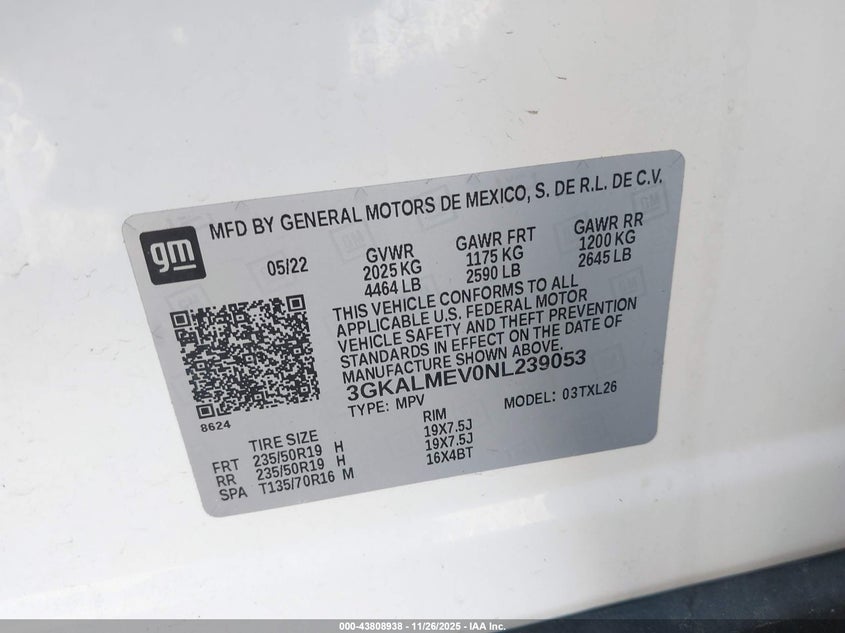 gm
MFD BY GENERAL MOTORS DE MEXICO, S. DE R.L. DE C.V.
05/22
GVWR GAWR FRT GAWR RR
2025 KG 1175 KG 1200 KG
4464 LB 2590 LB 2645 LB
THIS VEHICLE CONFORMS TO ALL
APPLICABLE U.S. FEDERAL MOTOR
VEHICLE SAFETY AND THEFT PREVENTION
STANDARDS IN EFFECT ON THE DATE OF
MANUFACTURE SHOWN ABOVE.
3GKALMEV0NL239053
TYPE: MPV MODEL: 03TXL26
8624
TIRE SIZE RIM
FRT 235/50R19 H 19X7.5J
RR 235/50R19 H 19X7.5J
SPA T135/70R16 M 16X4BT
000-43808938 - 11/26/2025 - IAA Inc.